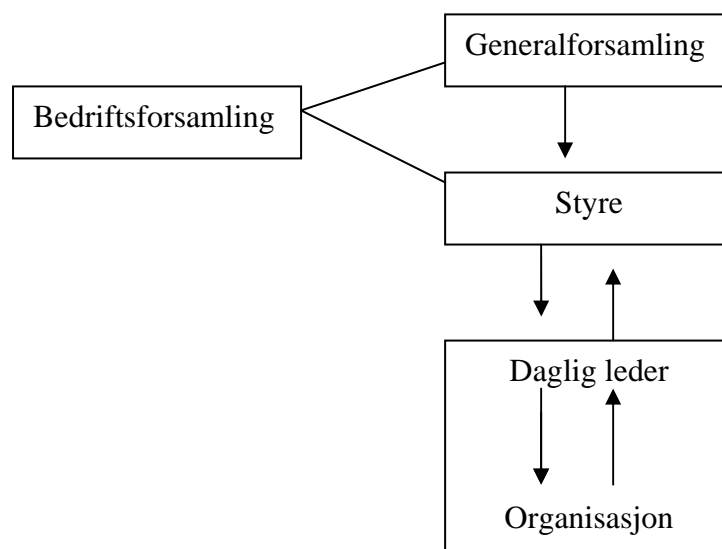 Generalforsamling
Bedriftsforsamling
Styre
Daglig leder
Organisasjon